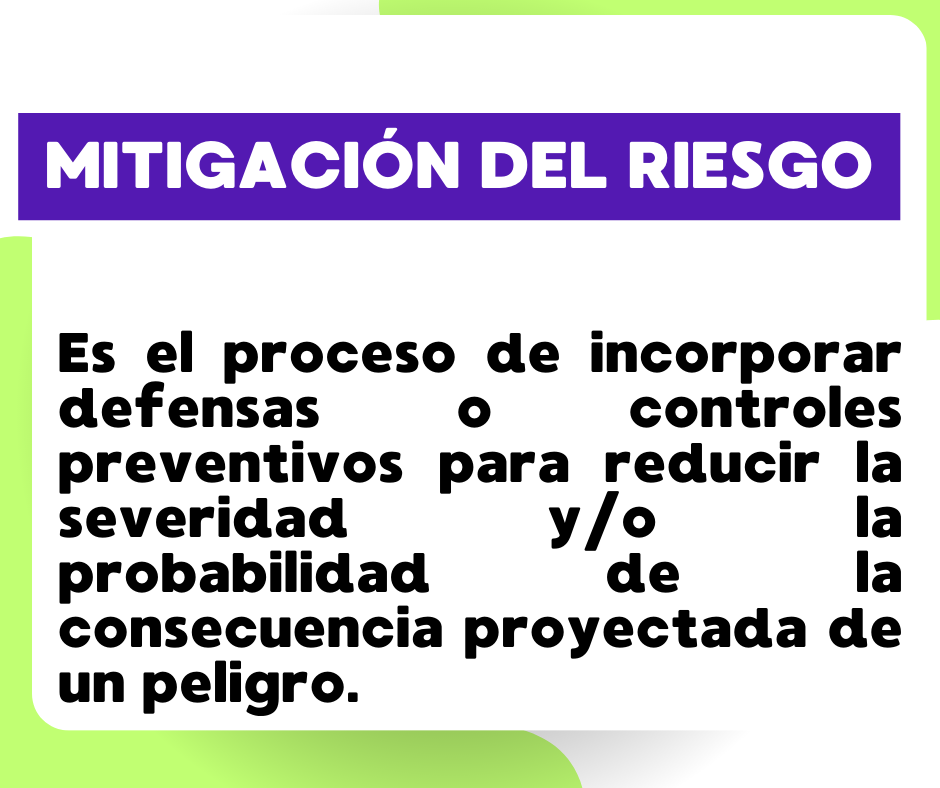 MITIGACIÓN DEL RIESGO
Es el proceso de incorporar
defensas o controles
preventivos para reducir la
severidad y/o la
probabilidad de la
consecuencia proyectada de
un peligro.